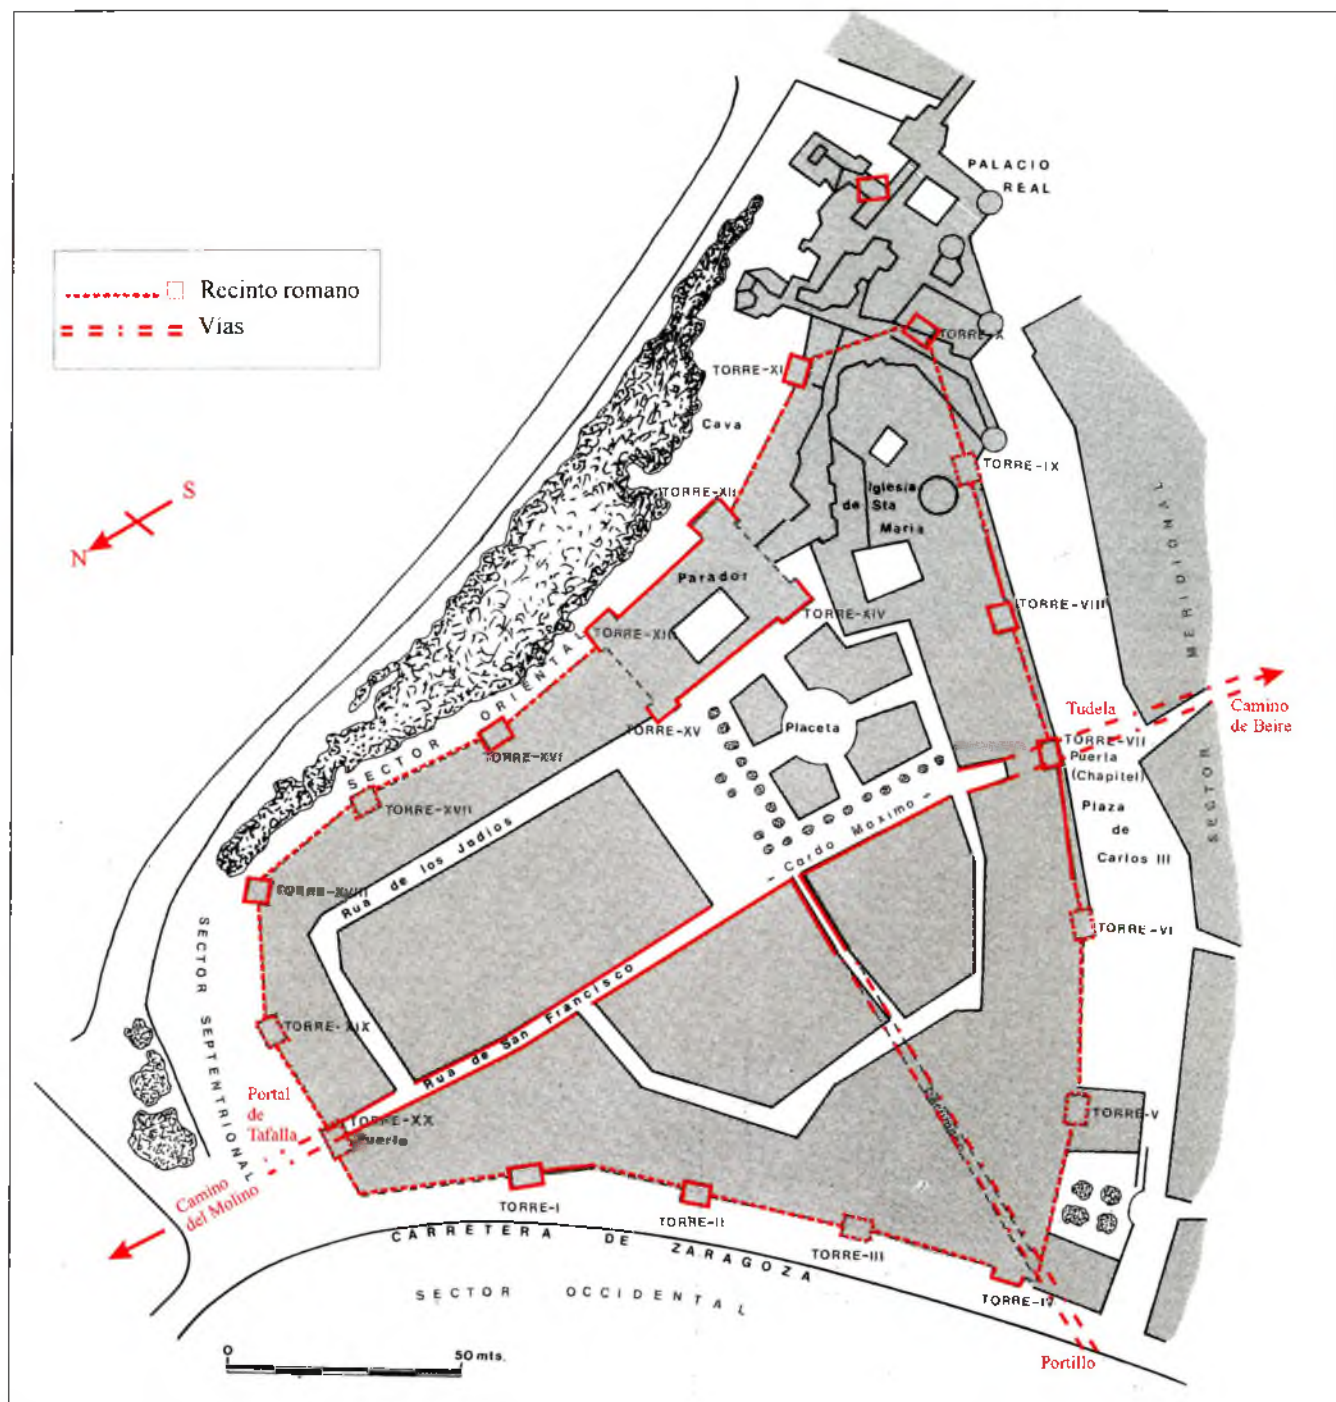 PALACIO
REAL
Recinto romano
Vías
TORRE-X
TORRE-XI
Cava
S
N
TORRE-IX
TORRE-XII
Iglesia
de Sta
Maria
MERIDIONAL
SECTOR
Parador
TORRE-VIII
TORRE-XIV
TORRE-XIII
SECTOR ORIENTAL
TORRE-XV
Placeta
Tudela
Camino
de Beire
TORRE-VII
Puerta
(Chapitel)
TORRE-XVI
TORRE-XVII
Plaza
de
Carlos III
- Cardo Maximo -
Rua de los Judios
TORRE-XVIII
TORRE-VI
SECTOR SEPTENTRIONAL
Rua de San Francisco
TORRE-XIX
Portal
de
Tafalla
TORRE-XX
Puerta
TORRE-V
Camino
del Molino
TORRE-I
TORRE-II
TORRE-III
TORRE-IV
CARRETERA DE ZARAGOZA
SECTOR OCCIDENTAL
0
50 mts.
Portillo